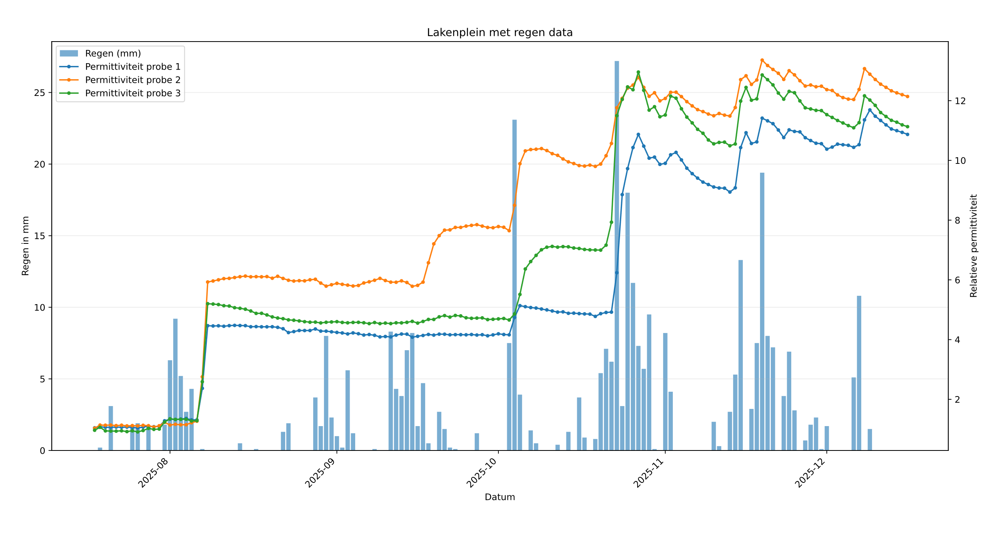 Lakenplein met regen data
Regen (mm)
Permittiviteit probe 1
Permittiviteit probe 2
Permittiviteit probe 3
25
20
15
10
5
0
Regen in mm
12
10
8
6
4
2
Relatieve permittiviteit
2025-08
2025-09
2025-10
2025-11
2025-12
Datum